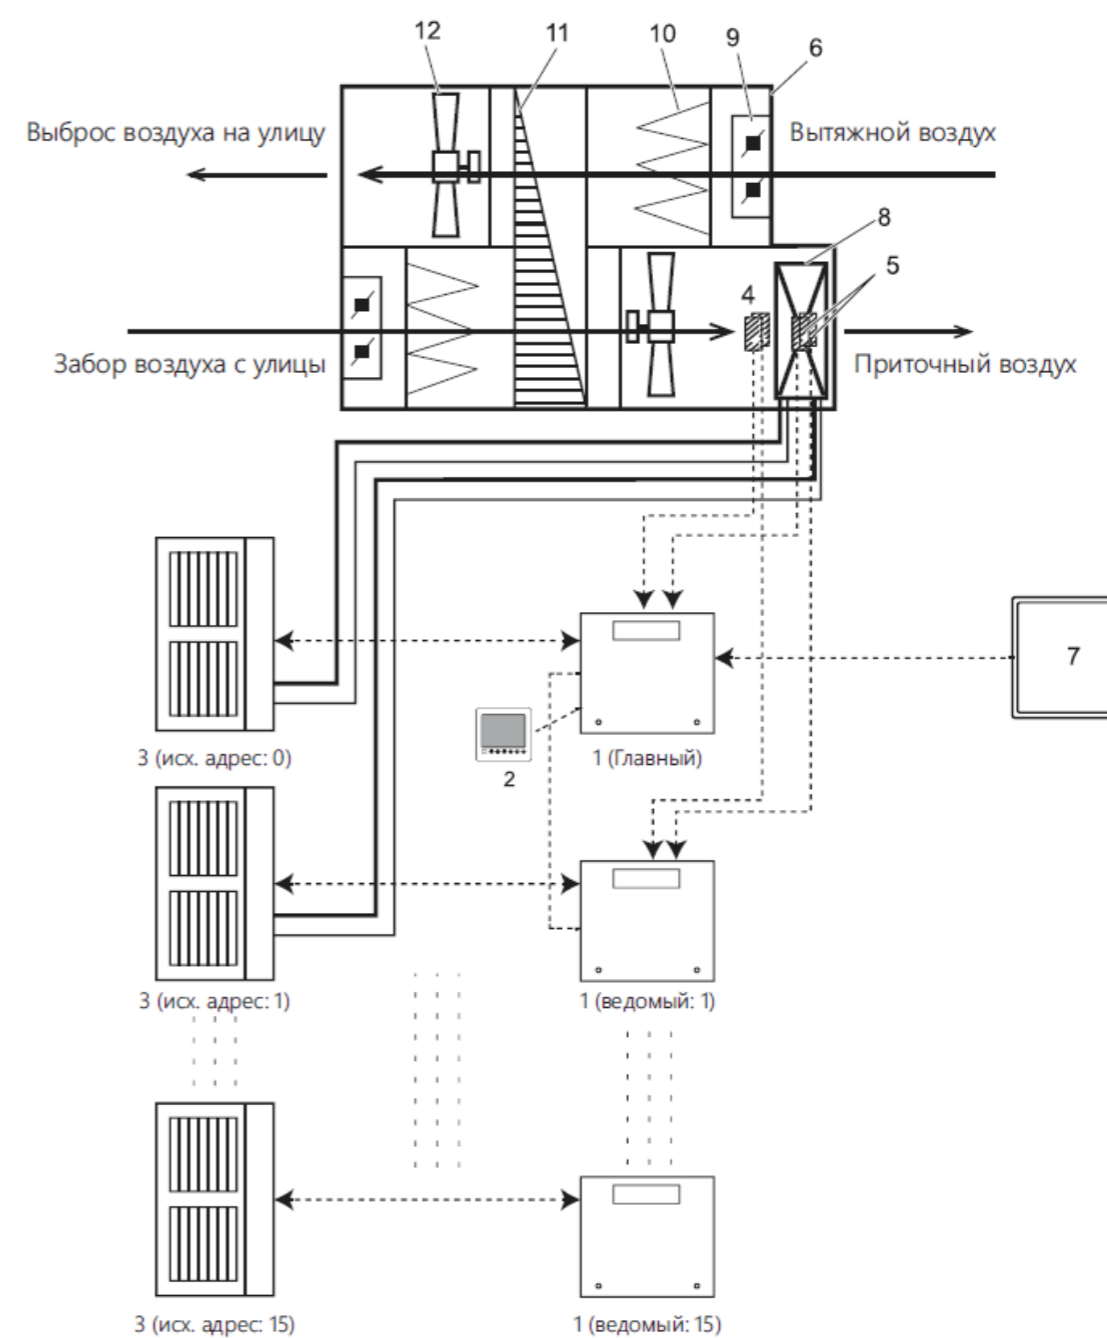 12
11
10
9
6
Выброс воздуха на улицу
Вытяжной воздух
8
5
4
Забор воздуха с улицы
Приточный воздух
7
3 (исх. адрес: 0)
2
1 (Главный)
3 (исх. адрес: 1)
1 (ведомый: 1)
3 (исх. адрес: 15)
1 (ведомый: 15)